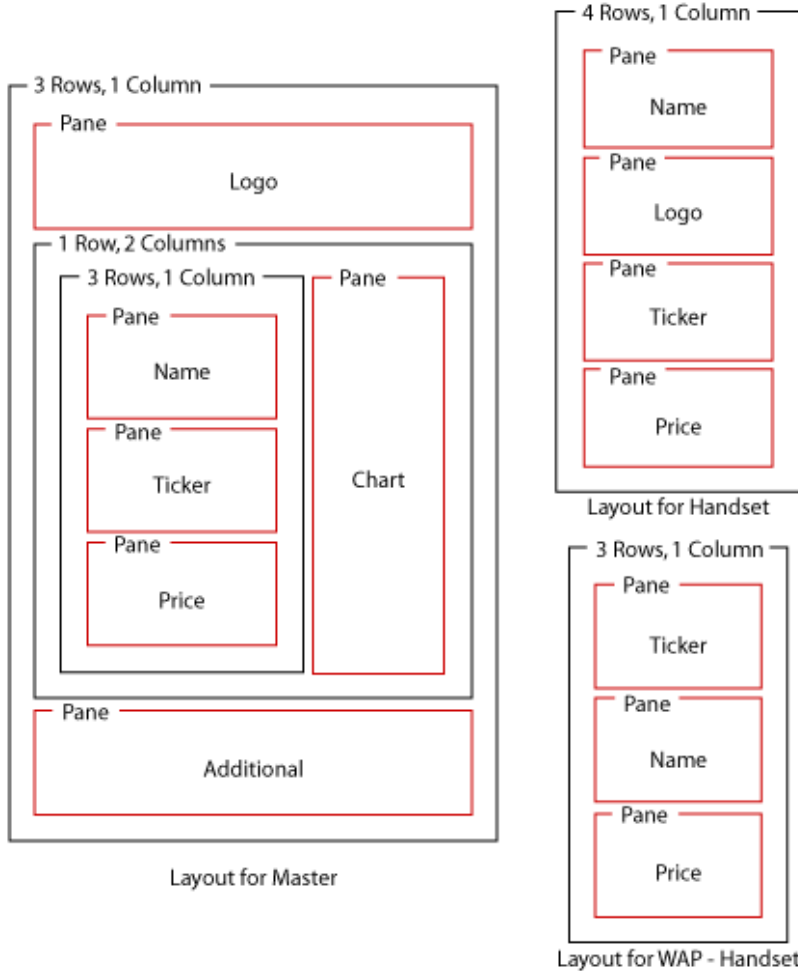 3 Rows, 1 Column
Pane
Logo
1 Row, 2 Columns
3 Rows, 1 Column
Pane
Name
Pane
Ticker
Pane
Price
Pane
Chart
Pane
Additional
Layout for Master
4 Rows, 1 Column
Pane
Name
Pane
Logo
Pane
Ticker
Pane
Price
Layout for Handset
3 Rows, 1 Column
Pane
Ticker
Pane
Name
Pane
Price
Layout for WAP - Handset